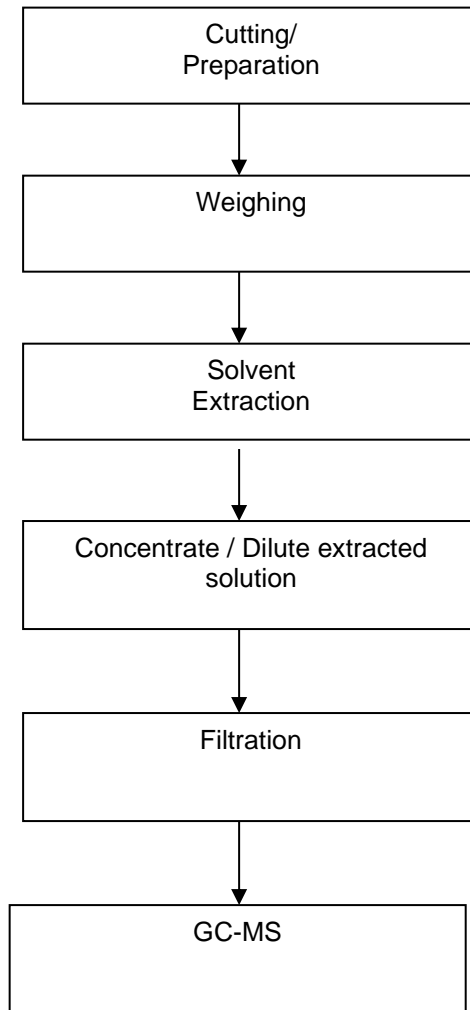 Cutting/
Preparation
Weighing
Solvent
Extraction
Concentrate / Dilute extracted
solution
Filtration
GC-MS